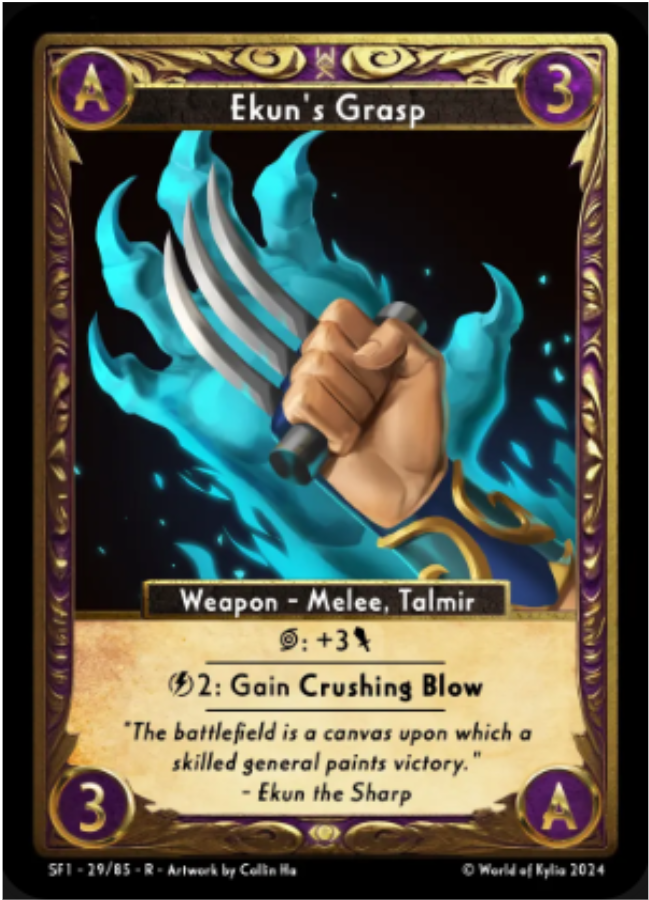 A
3
Ekun's Grasp
Weapon - Melee, Talmir
: +3
2: Gain Crushing Blow
"The battlefield is a canvas upon which a
skilled general paints victory."
- Ekun the Sharp
3
A
SF1 - 29/85 - R - Artwork by Collin Ha
© World of Kylia 2024